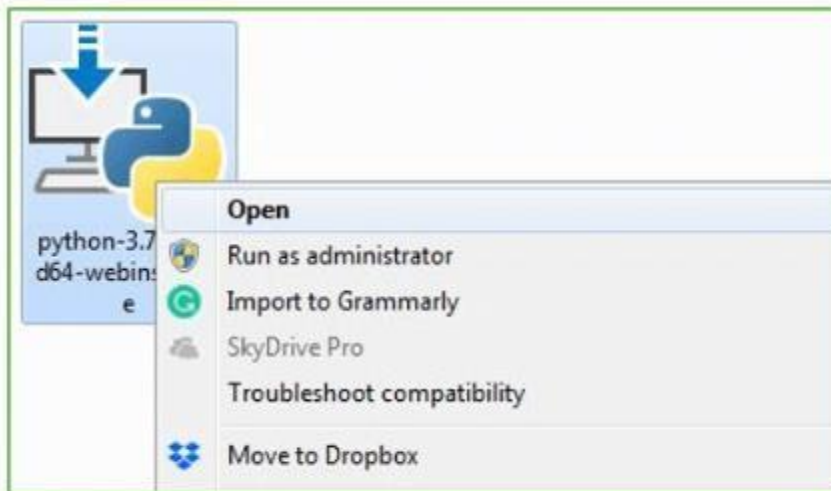 python-3.7
d64-webins
e
Open
Run as administrator
Import to Grammarly
SkyDrive Pro
Troubleshoot compatibility
Move to Dropbox